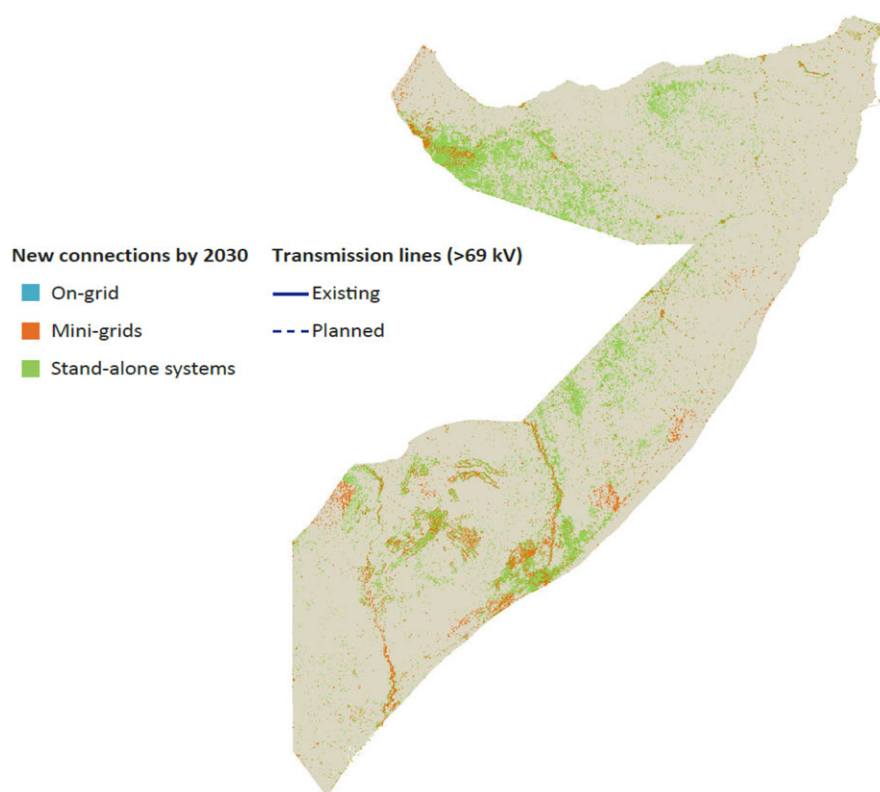 New connections by 2030
On-grid
Mini-grids
Stand-alone systems
Transmission lines (>69 kV)
Existing
Planned